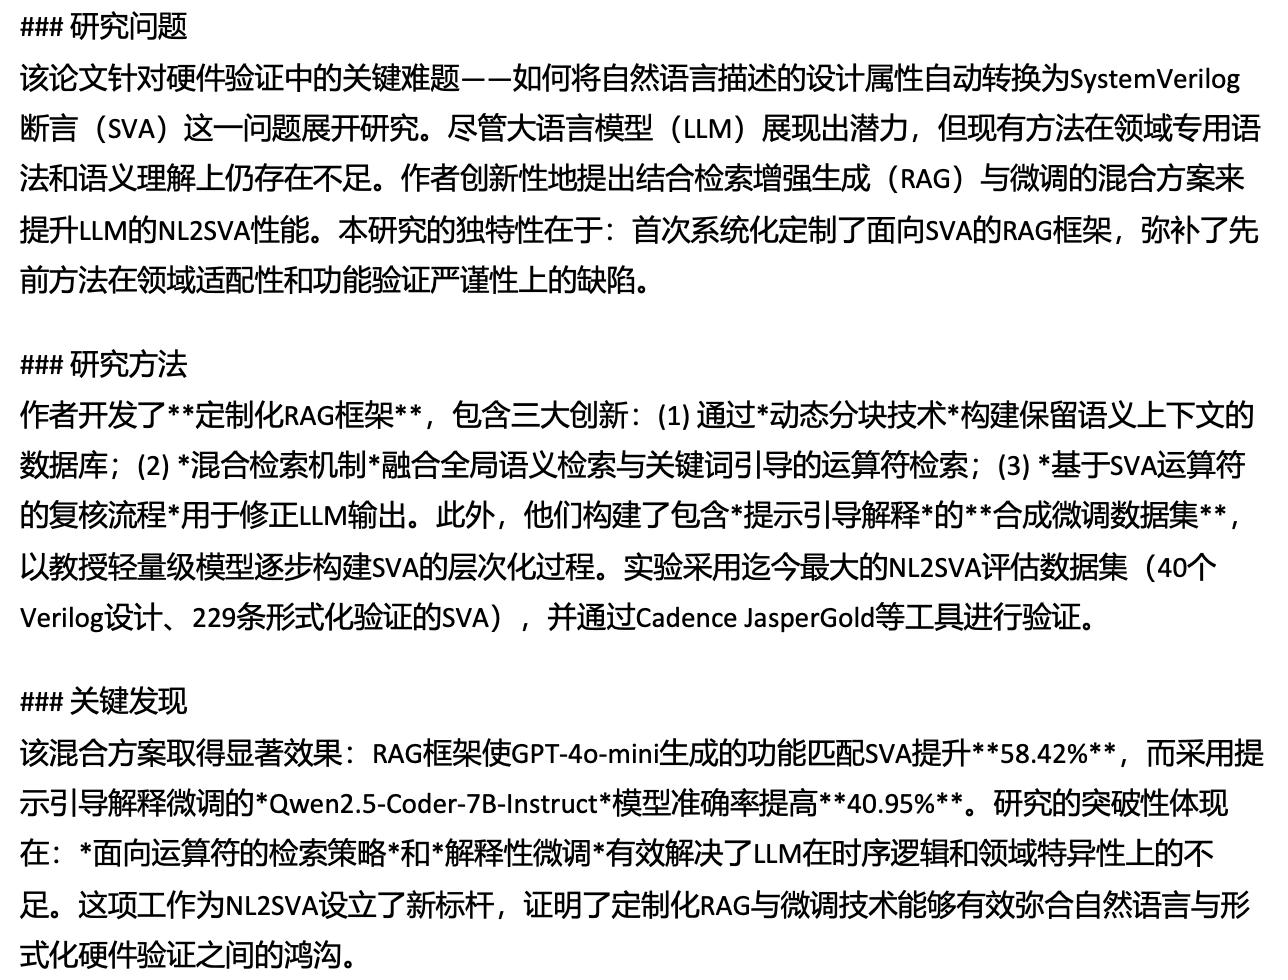 ### 研究问题
该论文针对硬件验证中的关键难题——如何将自然语言描述的设计属性自动转换为SystemVerilog
断言（SVA）这一问题展开研究。尽管大语言模型（LLM）展现出潜力，但现有方法在领域专用语
法和语义理解上仍存在不足。作者创新性地提出结合检索增强生成（RAG）与微调的混合方案来
提升LLM的NL2SVA性能。本研究的独特性在于：首次系统化定制了面向SVA的RAG框架，弥补了先
前方法在领域适配性和功能验证严谨性上的缺陷。
### 研究方法
作者开发了**定制化RAG框架**，包含三大创新：(1) 通过*动态分块技术*构建保留语义上下文的
数据库；(2) *混合检索机制*融合全局语义检索与关键词引导的运算符检索；(3) *基于SVA运算符
的复核流程*用于修正LLM输出。此外，他们构建了包含*提示引导解释*的**合成微调数据集**，
以教授轻量级模型逐步构建SVA的层次化过程。实验采用迄今最大的NL2SVA评估数据集（40个
Verilog设计、229条形式化验证的SVA），并通过Cadence JasperGold等工具进行验证。
### 关键发现
该混合方案取得显著效果：RAG框架使GPT-4o-mini生成的功能匹配SVA提升**58.42%**，而采用提
示引导解释微调的*Qwen2.5-Coder-7B-Instruct*模型准确率提高**40.95%**。研究的突破性体现
在：*面向运算符的检索策略*和*解释性微调*有效解决了LLM在时序逻辑和领域特异性上的不
足。这项工作为NL2SVA设立了新标杆，证明了定制化RAG与微调技术能够有效弥合自然语言与形
式化硬件验证之间的鸿沟。